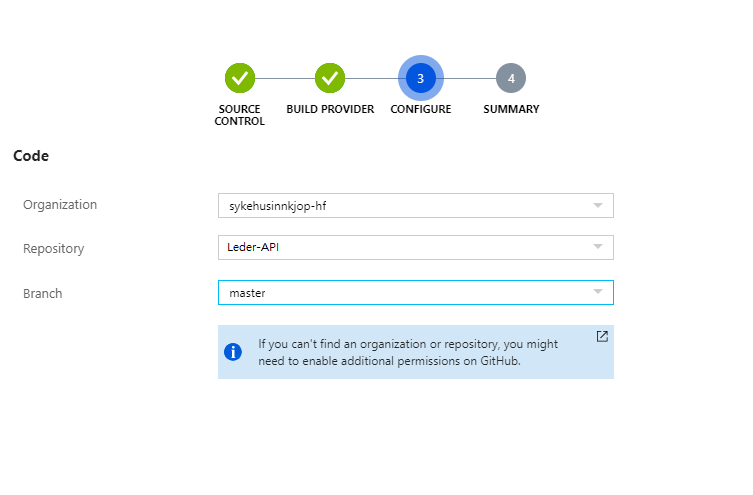 3
4
SOURCE
CONTROL
BUILD PROVIDER
CONFIGURE
SUMMARY
Code
Organization
sykehusinnkjop-hf
Repository
Leder-API
Branch
master
If you can't find an organization or repository, you might
need to enable additional permissions on GitHub.